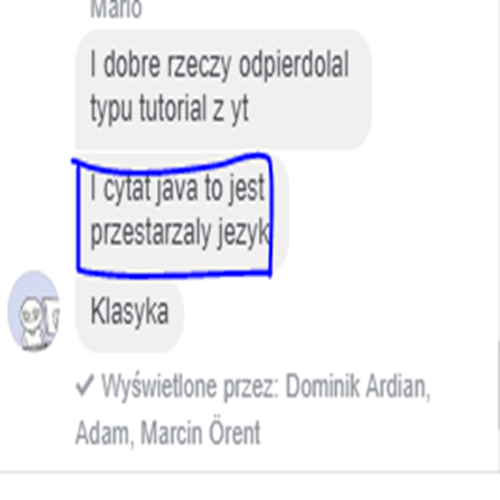 Mario
I dobre rzeczy odpierdolal
typu tutorial z yt
I cytat java to jest
przestarzaly jezyk
Klasyka
✓ Wyświetlone przez: Dominik Ardian,
Adam, Marcin Örent